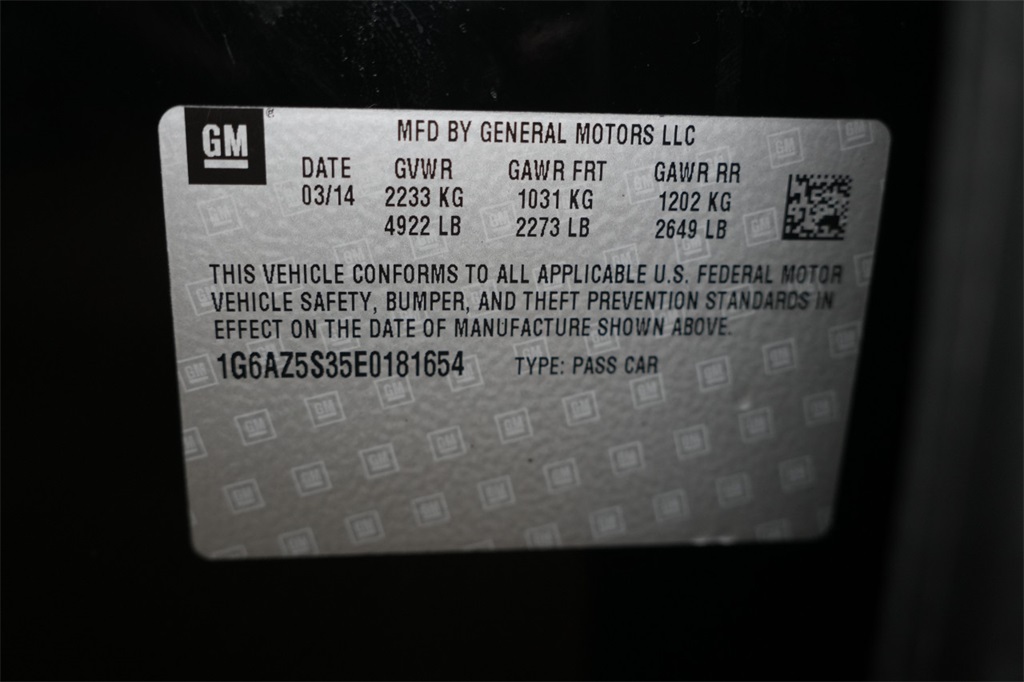 GM
MFD BY GENERAL MOTORS LLC
DATE GVWR GAWR FRT GAWR RR
03/14 2233 KG 1031 KG 1202 KG
4922 LB 2273 LB 2649 LB
THIS VEHICLE CONFORMS TO ALL APPLICABLE U.S. FEDERAL MOTOR
VEHICLE SAFETY, BUMPER, AND THEFT PREVENTION STANDARDS IN
EFFECT ON THE DATE OF MANUFACTURE SHOWN ABOVE.
1G6AZ5S35E0181654 TYPE: PASS CAR